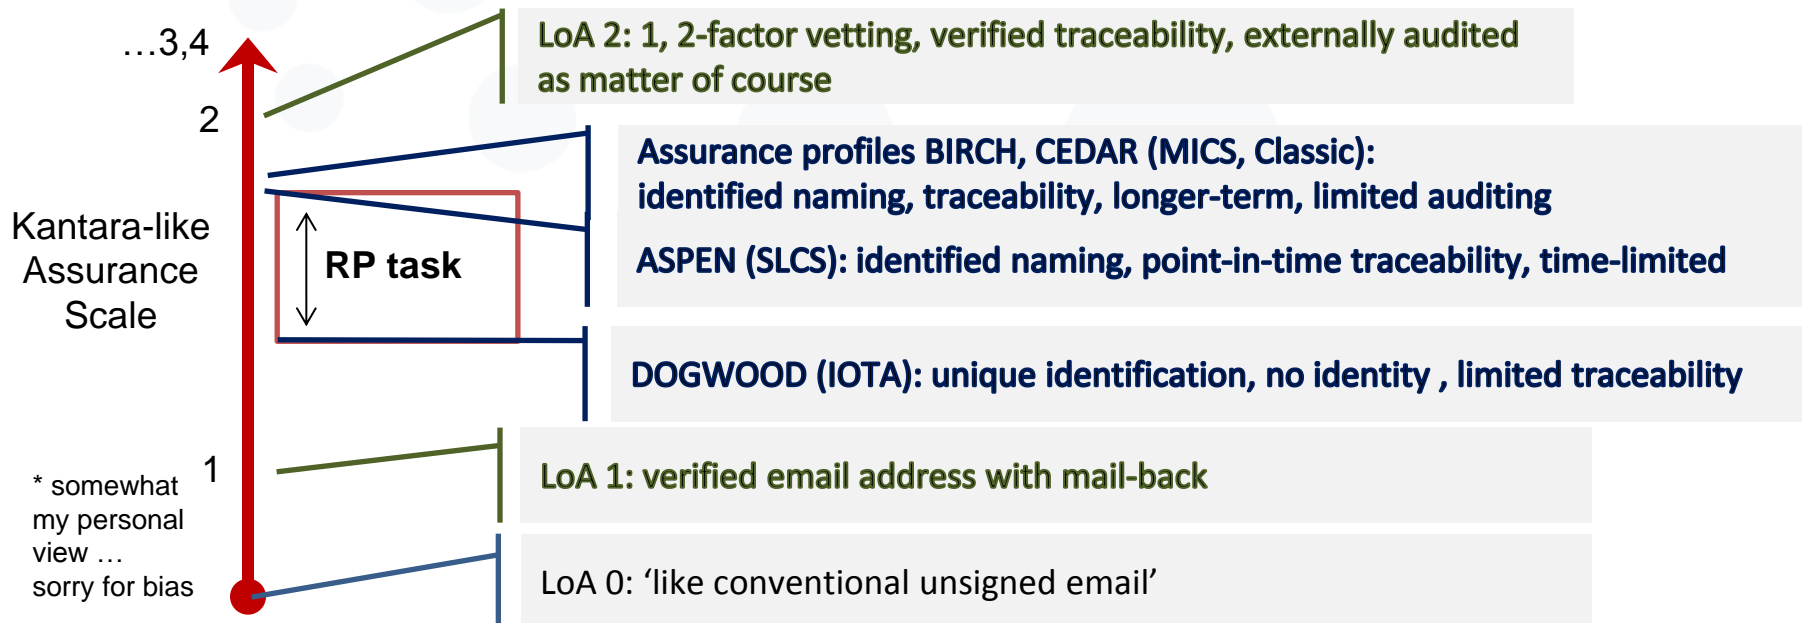 …3,4
LoA 2: 1, 2-factor vetting, verified traceability, externally audited
as matter of course
2
Assurance profiles BIRCH, CEDAR (MICS, Classic):
identified naming, traceability, longer-term, limited auditing
Kantara-like
Assurance
Scale
RP task
ASPEN (SLCS): identified naming, point-in-time traceability, time-limited
DOGWOOD (IOTA): unique identification, no identity , limited traceability
1
LoA 1: verified email address with mail-back
* somewhat
my personal
view …
sorry for bias
LoA 0: ‘like conventional unsigned email’